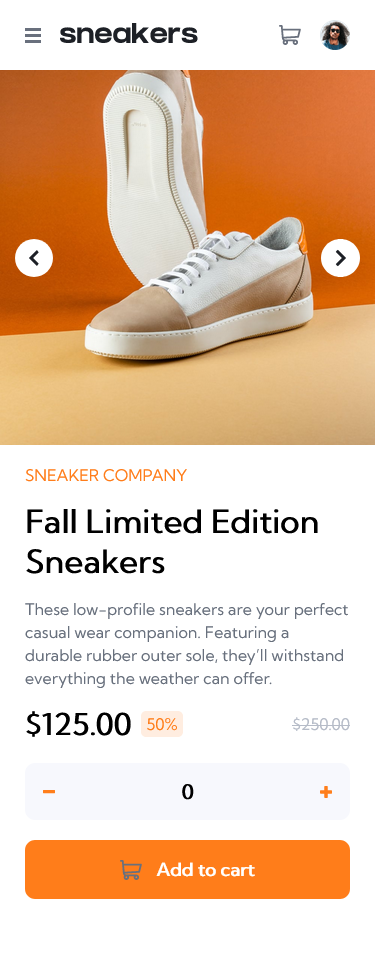 sneakers
SNEAKER COMPANY
Fall Limited Edition
Sneakers
These low-profile sneakers are your perfect
casual wear companion. Featuring a
durable rubber outer sole, they’ll withstand
everything the weather can offer.
$125.00 50% $250.00
0
Add to cart